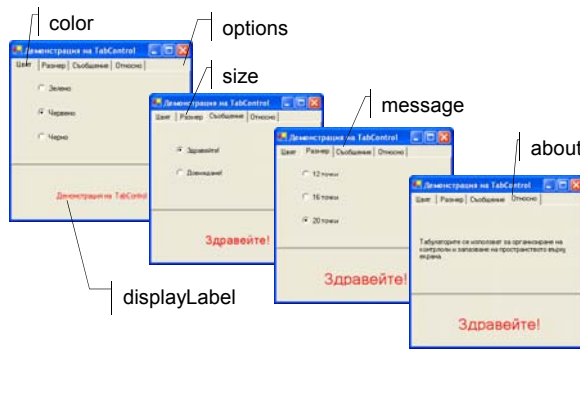 color
options
size
message
about
displayLabel
Демонстрация на TabControl
Цвят Размер Съобщение Относно
Зелено
Червено
Черно
Демонстрация на TabControl
Демонстрация на TabControl
Цвят Размер Съобщение Относно
Здравейте!
Довиждане!
Здравейте!
Демонстрация на TabControl
Цвят Размер Съобщение Относно
12 точки
16 точки
20 точки
Здравейте!
Демонстрация на TabControl
Цвят Размер Съобщение Относно
Табулаторите се използват за организиране на
контроли и запазване на пространството върху
екрана.
Здравейте!